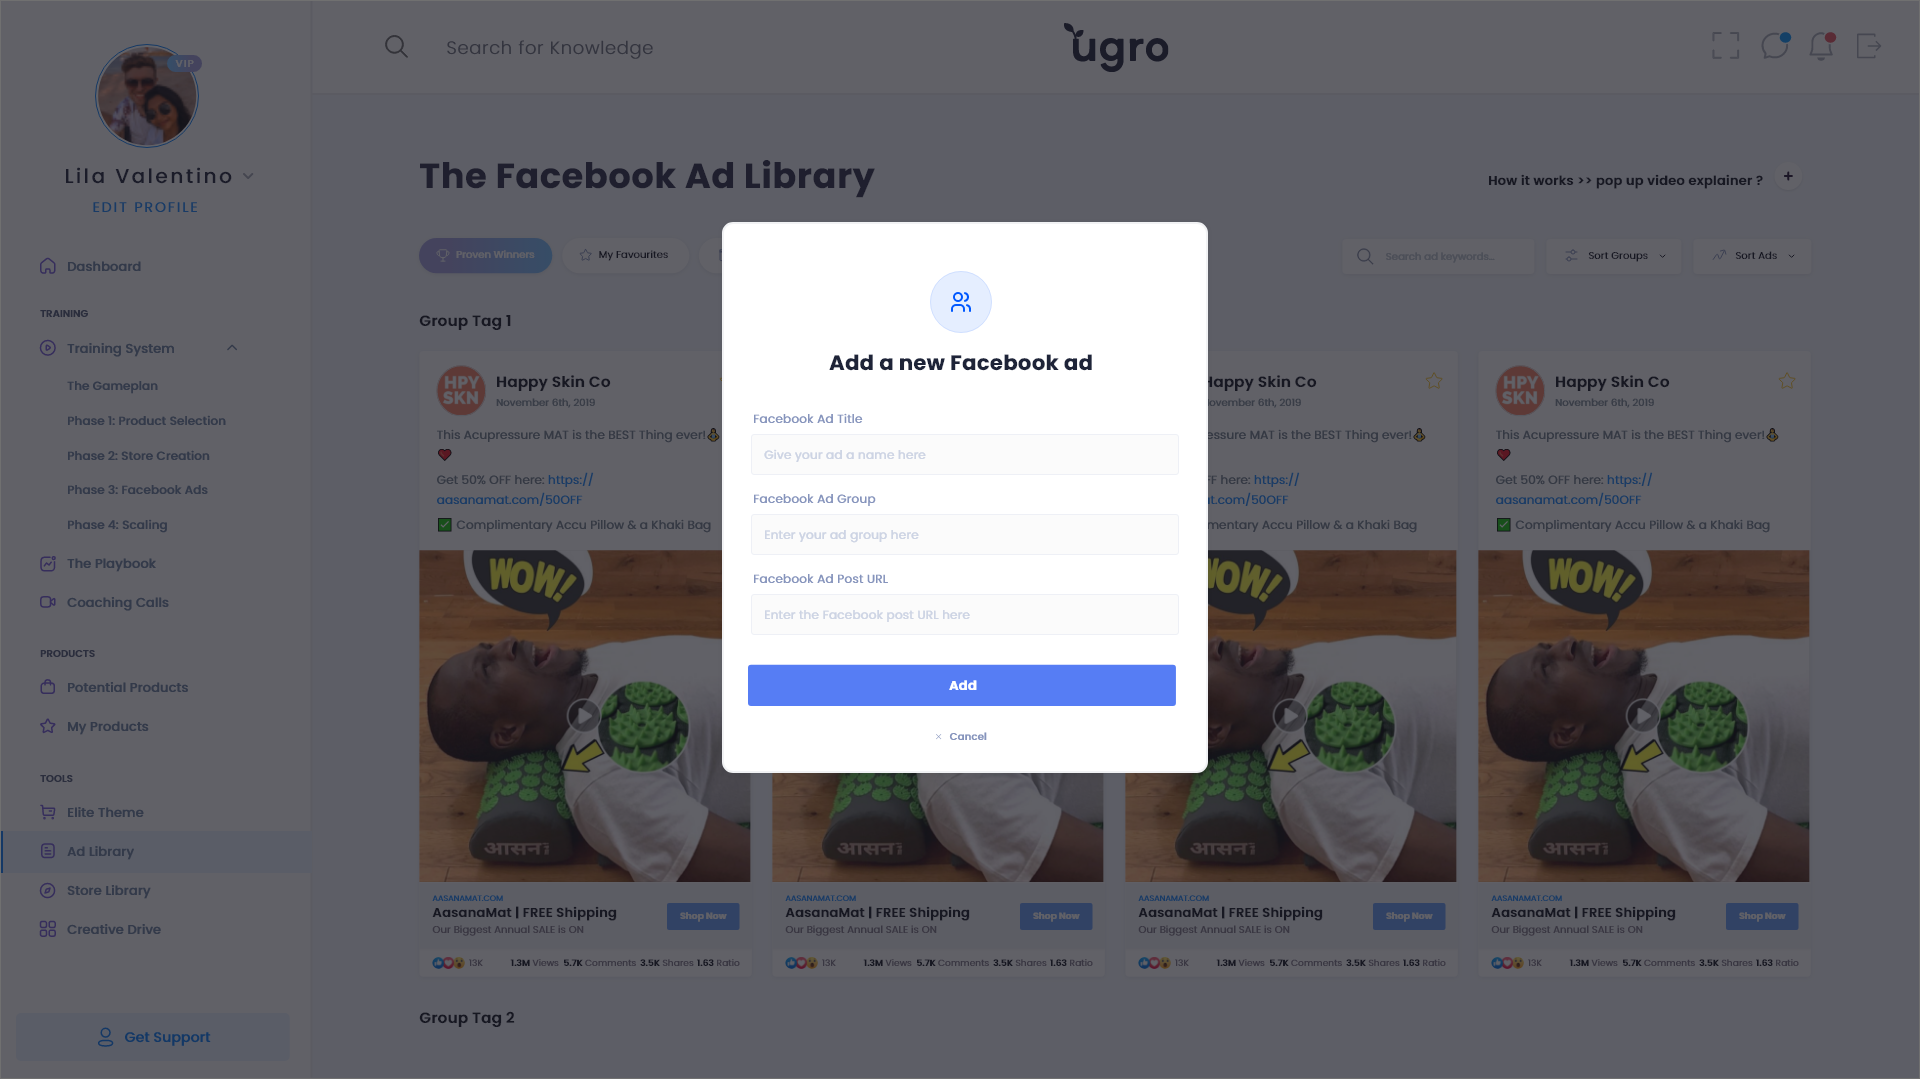 VIP
Lila Valentino
EDIT PROFILE
Dashboard
TRAINING
Training System
The Gameplan
Phase 1: Product Selection
Phase 2: Store Creation
Phase 3: Facebook Ads
Phase 4: Scaling
The Playbook
Coaching Calls
PRODUCTS
Potential Products
My Products
TOOLS
Elite Theme
Ad Library
Store Library
Creative Drive
Get Support
Search for Knowledge
ugro
The Facebook Ad Library
How it works >> pop up video explainer ?
Proven Winners
My Favourites
Search ad keywords...
Sort Groups
Sort Ads
Group Tag 1
HPY
SKN
Happy Skin Co
November 6th, 2019
This Acupressure MAT is the BEST Thing ever!
Get 50% OFF here: https://
aasanamat.com/50OFF
Complimentary Accu Pillow & a Khaki Bag
WOW!
आसन
AASANAMAT.COM
AasanaMat | FREE Shipping
Our Biggest Annual SALE is ON
Shop Now
13K
1.3M Views 5.7K Comments 3.5K Shares 1.63 Ratio
Add a new Facebook ad
Facebook Ad Title
Give your ad a name here
Facebook Ad Group
Enter your ad group here
Facebook Ad Post URL
Enter the Facebook post URL here
Add
Cancel
आसन
AASANAMAT.COM
AasanaMat | FREE Shipping
Our Biggest Annual SALE is ON
Shop Now
13K
1.3M Views 5.7K Comments 3.5K Shares 1.63 Ratio
Happy Skin Co
November 6th, 2019
essure MAT is the BEST Thing ever!
FF here: https://
t.com/50OFF
mentary Accu Pillow & a Khaki Bag
WOW!
आसन
AASANAMAT.COM
AasanaMat | FREE Shipping
Our Biggest Annual SALE is ON
Shop Now
13K
1.3M Views 5.7K Comments 3.5K Shares 1.63 Ratio
HPY
SKN
Happy Skin Co
November 6th, 2019
This Acupressure MAT is the BEST Thing ever!
Get 50% OFF here: https://
aasanamat.com/50OFF
Complimentary Accu Pillow & a Khaki Bag
WOW!
आसन
AASANAMAT.COM
AasanaMat | FREE Shipping
Our Biggest Annual SALE is ON
Shop Now
13K
1.3M Views 5.7K Comments 3.5K Shares 1.63 Ratio
Group Tag 2